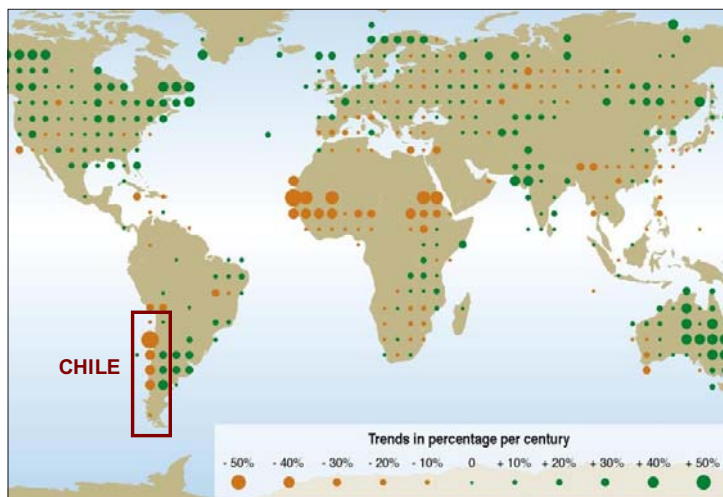 CHILE
Trends in percentage per century
- 50% - 40% - 30% - 20% - 10% 0 + 10% + 20% + 30% + 40% + 50%